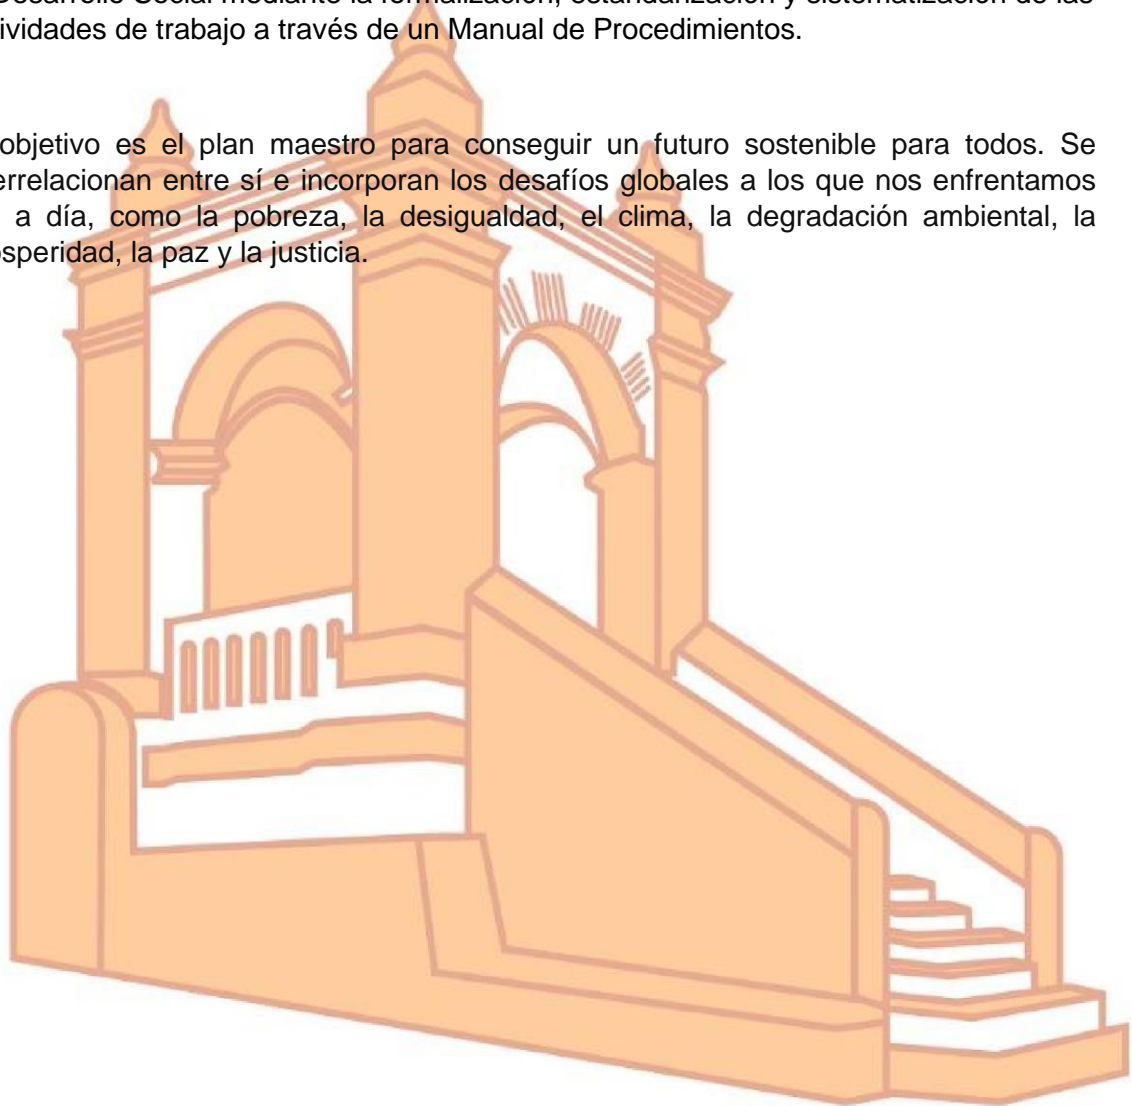 Desarrollo Social mediante la formalización, estandarización y sistematización de las
ividades de trabajo a través de un Manual de Procedimientos.
objetivo es el plan maestro para conseguir un futuro sostenible para todos. Se
errelacionan entre sí e incorporan los desafíos globales a los que nos enfrentamos
a día, como la pobreza, la desigualdad, el clima, la degradación ambiental, la
osperidad, la paz y la justicia.